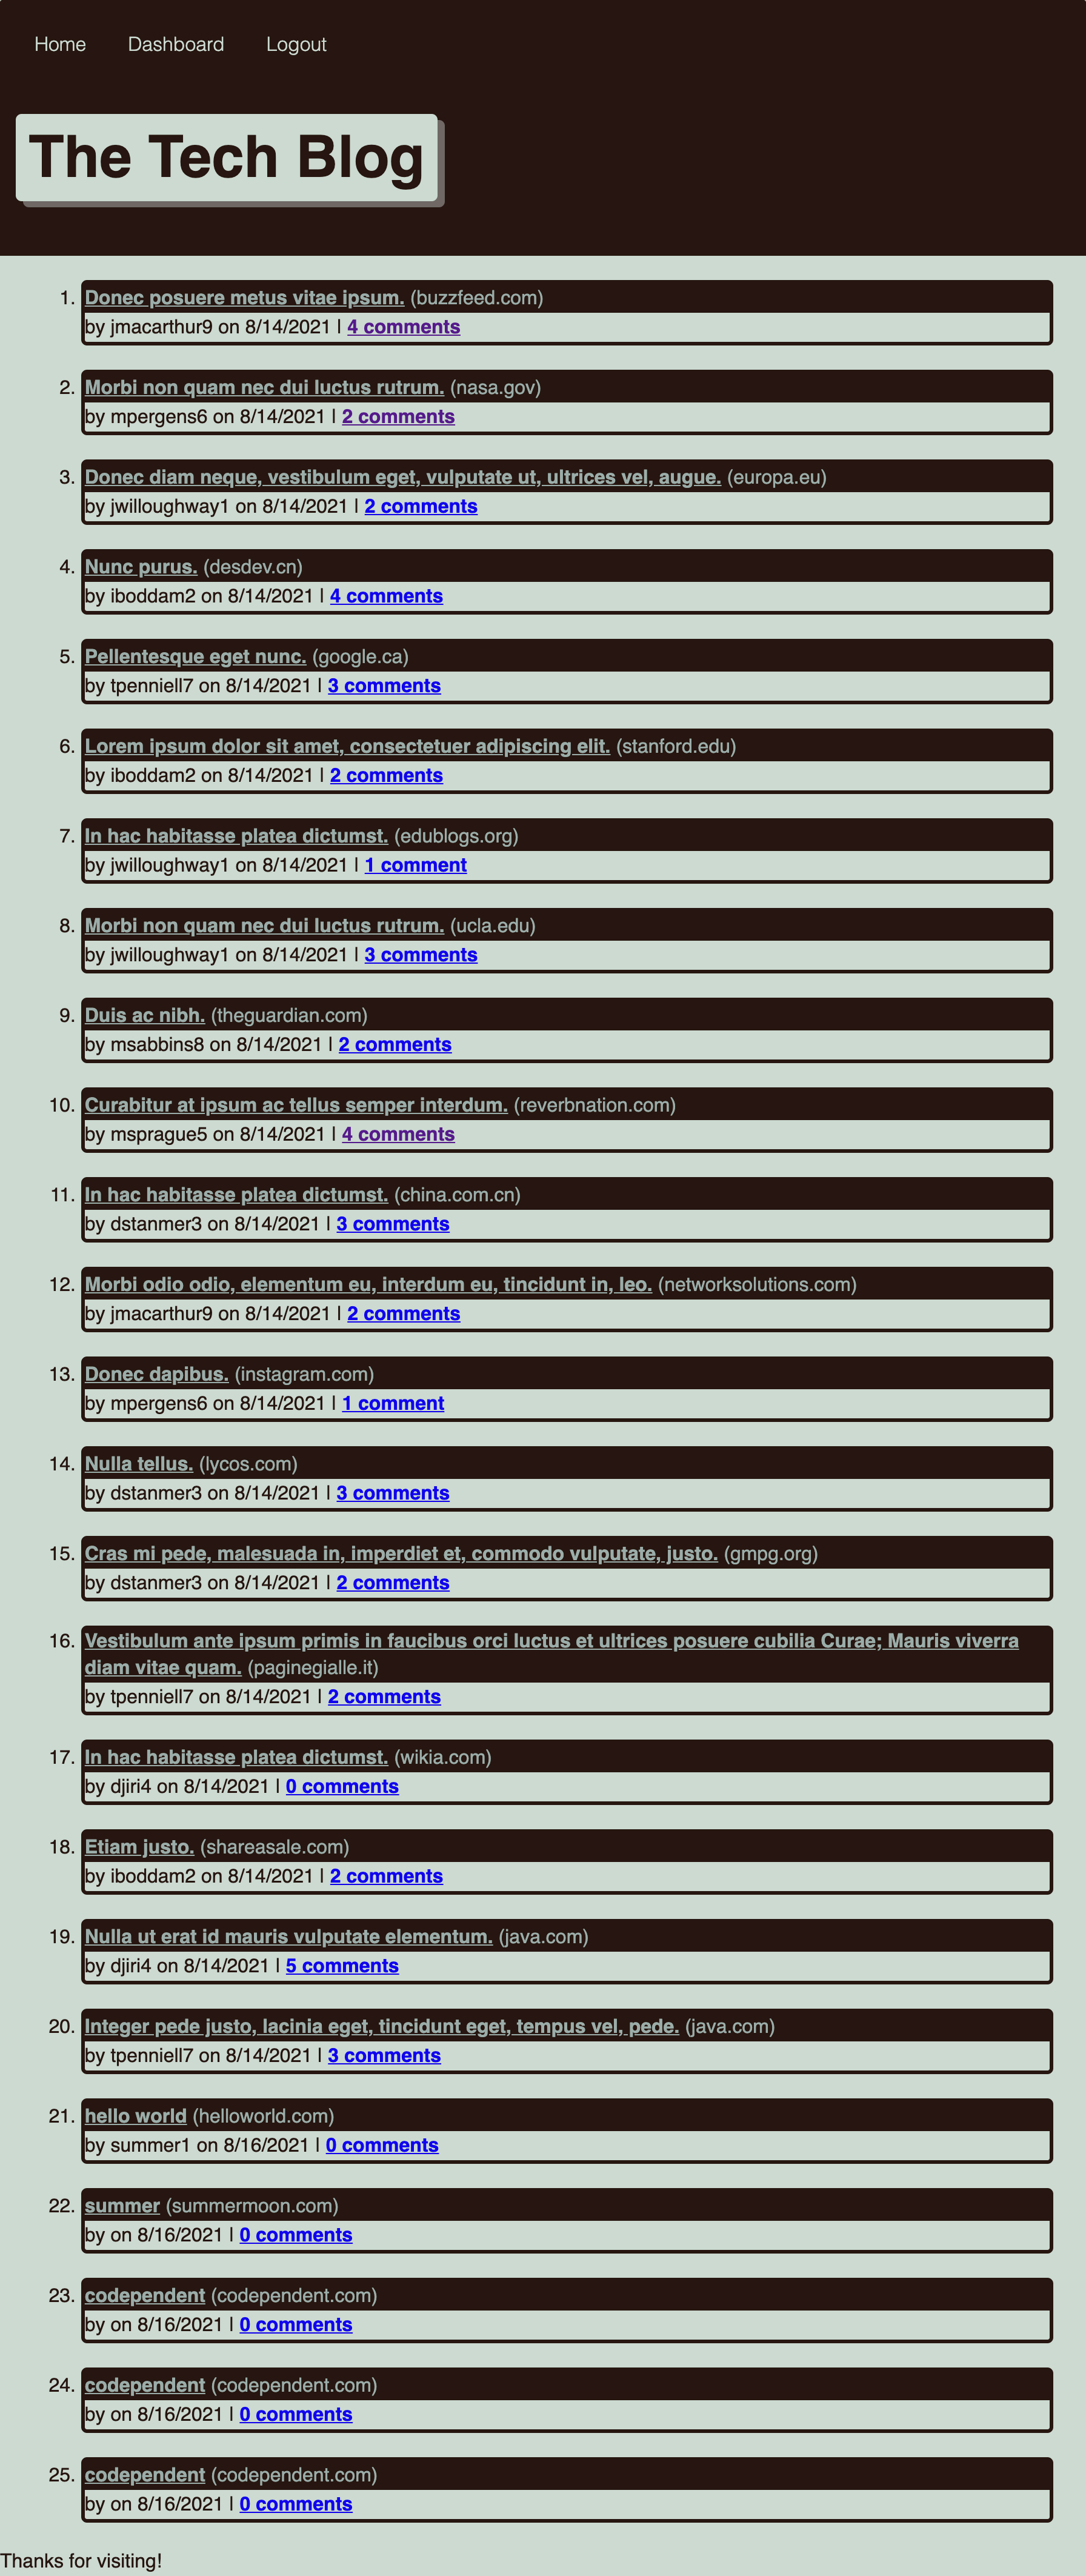 Home Dashboard Logout
The Tech Blog
1. Donec posuere metus vitae ipsum. (buzzfeed.com)
by jmacarthur9 on 8/14/2021 | 4 comments
2. Morbi non quam nec dui luctus rutrum. (nasa.gov)
by mpergens6 on 8/14/2021 | 2 comments
3. Donec diam neque, vestibulum eget, vulputate ut, ultrices vel, augue. (europa.eu)
by jwilloughway1 on 8/14/2021 | 2 comments
4. Nunc purus. (desdev.cn)
by iboddam2 on 8/14/2021 | 4 comments
5. Pellentesque eget nunc. (google.ca)
by tpenniell7 on 8/14/2021 | 3 comments
6. Lorem ipsum dolor sit amet, consectetuer adipiscing elit. (stanford.edu)
by iboddam2 on 8/14/2021 | 2 comments
7. In hac habitasse platea dictumst. (edublogs.org)
by jwilloughway1 on 8/14/2021 | 1 comment
8. Morbi non quam nec dui luctus rutrum. (ucla.edu)
by jwilloughway1 on 8/14/2021 | 3 comments
9. Duis ac nibh. (theguardian.com)
by msabbins8 on 8/14/2021 | 2 comments
10. Curabitur at ipsum ac tellus semper interdum. (reverbnation.com)
by msprague5 on 8/14/2021 | 4 comments
11. In hac habitasse platea dictumst. (china.com.cn)
by dstanmer3 on 8/14/2021 | 3 comments
12. Morbi odio odio, elementum eu, interdum eu, tincidunt in, leo. (networksolutions.com)
by jmacarthur9 on 8/14/2021 | 2 comments
13. Donec dapibus. (instagram.com)
by mpergens6 on 8/14/2021 | 1 comment
14. Nulla tellus. (lycos.com)
by dstanmer3 on 8/14/2021 | 3 comments
15. Cras mi pede, malesuada in, imperdiet et, commodo vulputate, justo. (gmpg.org)
by dstanmer3 on 8/14/2021 | 2 comments
16. Vestibulum ante ipsum primis in faucibus orci luctus et ultrices posuere cubilia Curae; Mauris viverra
diam vitae quam. (paginegialle.it)
by tpenniell7 on 8/14/2021 | 2 comments
17. In hac habitasse platea dictumst. (wikia.com)
by djiri4 on 8/14/2021 | 0 comments
18. Etiam justo. (shareasale.com)
by iboddam2 on 8/14/2021 | 2 comments
19. Nulla ut erat id mauris vulputate elementum. (java.com)
by djiri4 on 8/14/2021 | 5 comments
20. Integer pede justo, lacinia eget, tincidunt eget, tempus vel, pede. (java.com)
by tpenniell7 on 8/14/2021 | 3 comments
21. hello world (helloworld.com)
by summer1 on 8/16/2021 | 0 comments
22. summer (summermoon.com)
by on 8/16/2021 | 0 comments
23. codependent (codependent.com)
by on 8/16/2021 | 0 comments
24. codependent (codependent.com)
by on 8/16/2021 | 0 comments
25. codependent (codependent.com)
by on 8/16/2021 | 0 comments
Thanks for visiting!